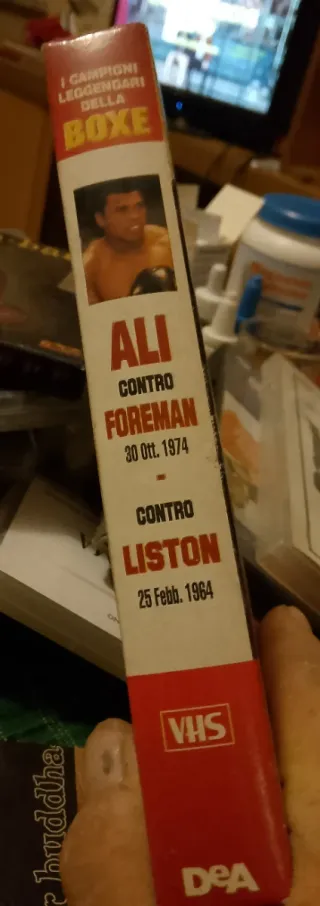 I CAMPIONI
LEGGENDARI
DELLA
BOXE
ALI
CONTRO
FOREMAN
30 Ott. 1974
-
CONTRO
LISTON
25 Febb. 1964
VHS
DeA
r buddha